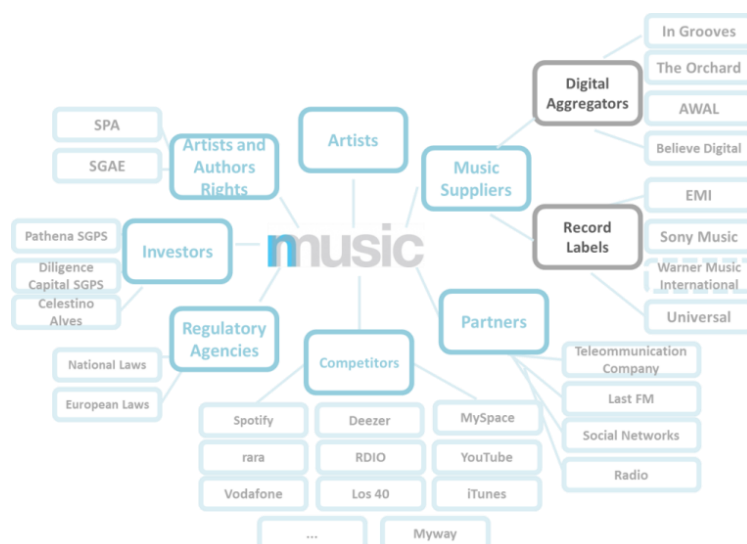 In Grooves
Digital
Aggregators
The Orchard
SPA
AWAL
Artists and
Authors
Rights
Artists
SGAE
Music
Suppliers
Believe Digital
EMI
Pathena SGPS
Investors
nmusic
Record
Labels
Sony Music
Diligence
Capital SGPS
Warner Music
International
Celestino
Alves
Regulatory
Agencies
Partners
Universal
National Laws
Competitors
Teleommunication
Company
European Laws
Last FM
Spotify
Deezer
MySpace
Social Networks
rara
RDIO
YouTube
Radio
Vodafone
Los 40
iTunes
...
Myway